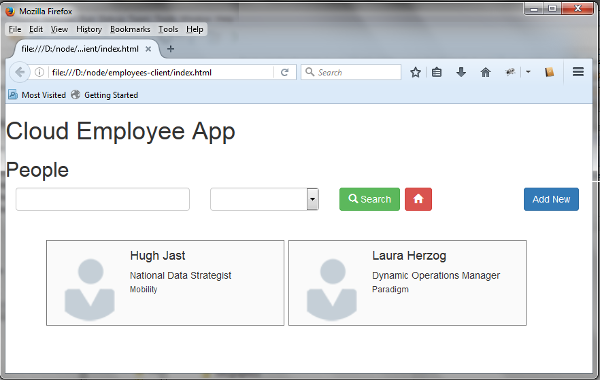 Mozilla Firefox
File Edit View History Bookmarks Tools Help
file:///D:/node/...ient/index.html
file:///D:/node/employees-client/index.html Search
Most Visited Getting Started
Cloud Employee App
People
Search Add New
Hugh Jast Laura Herzog
National Data Strategist Dynamic Operations Manager
Mobility Paradigm